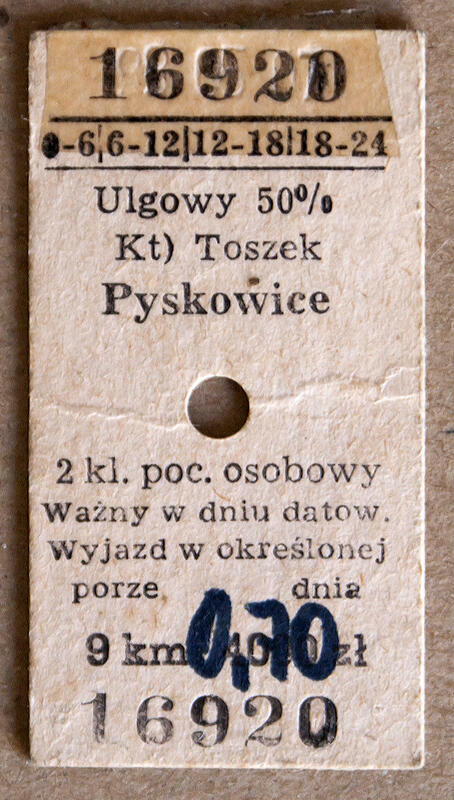 16920
0-6|6-12|12-18|18-24
Ulgowy 50%
Kt) Toszek
Pyskowice
2 kl. poc. osobowy
Ważny w dniu datow.
Wyjazd w określonej
porze dnia
9 km 0,70 zł
16920